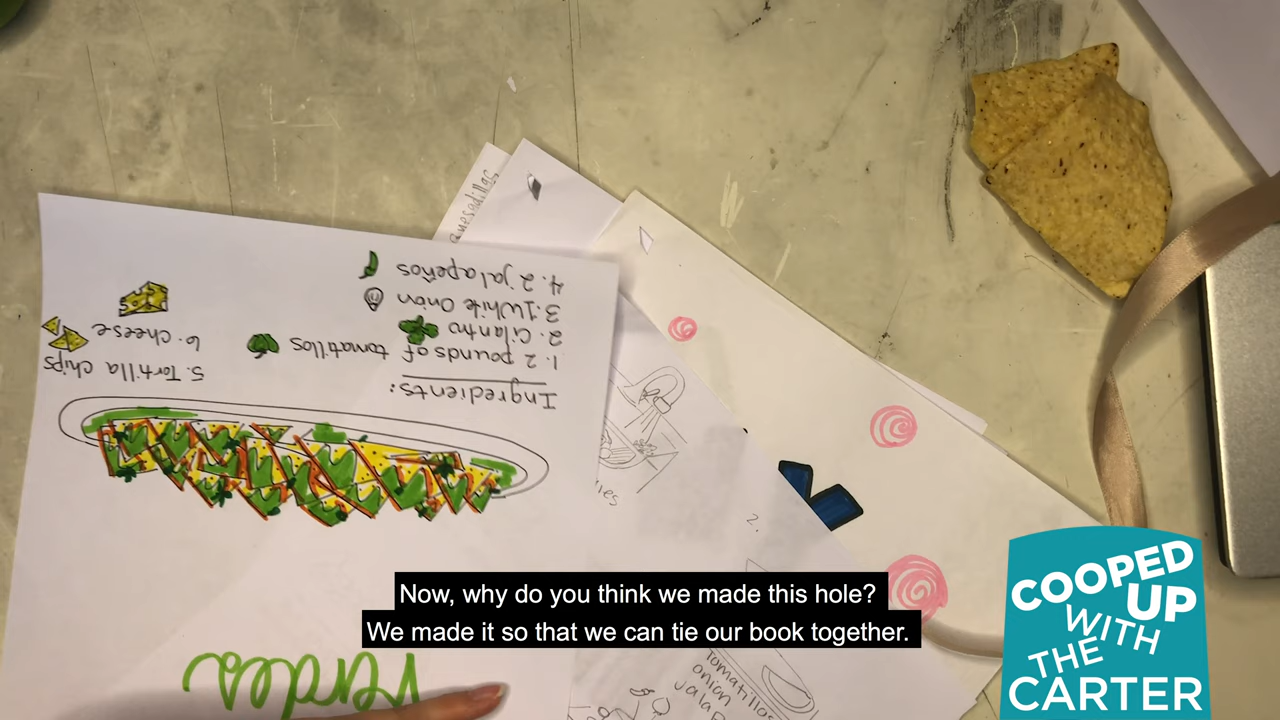 quesadillas
Verdes
Ingredients:
1. 2 pounds of tomatillos
2. Cilantro
3. 1 White Onion
4. 2 jalapeños
5. Tortilla chips
6. cheese
2.
Tomatillos
onion
Now, why do you think we made this hole?
We made it so that we can tie our book together.
COOPED
UP
WITH
THE
CARTER